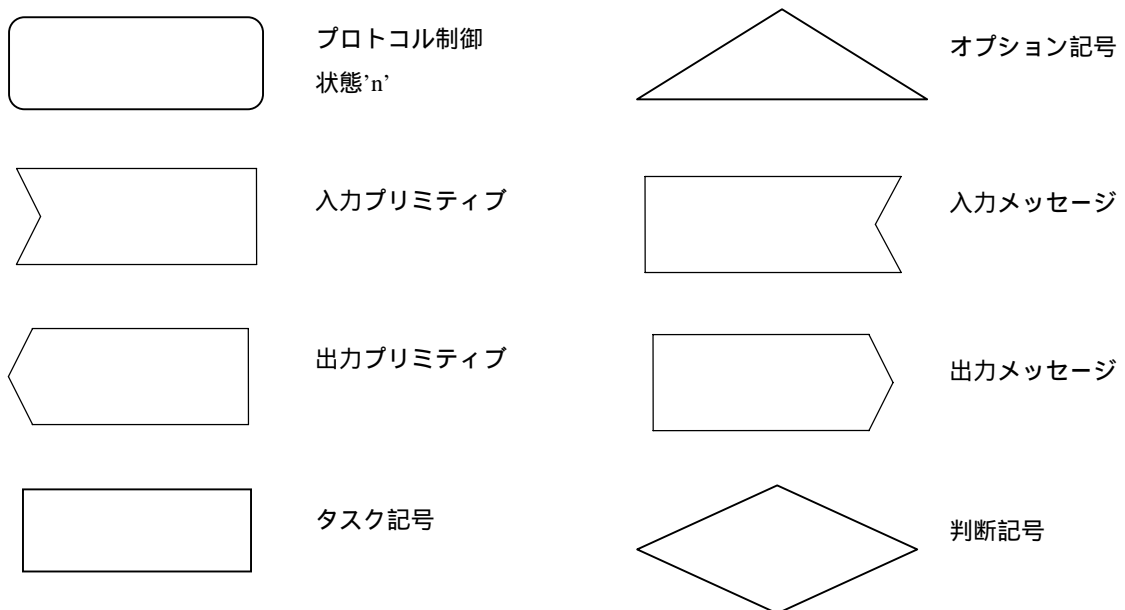 プロトコル制御
状態’n’
オプション記号
入力プリミティブ
入力メッセージ
出力プリミティブ
出力メッセージ
タスク記号
判断記号